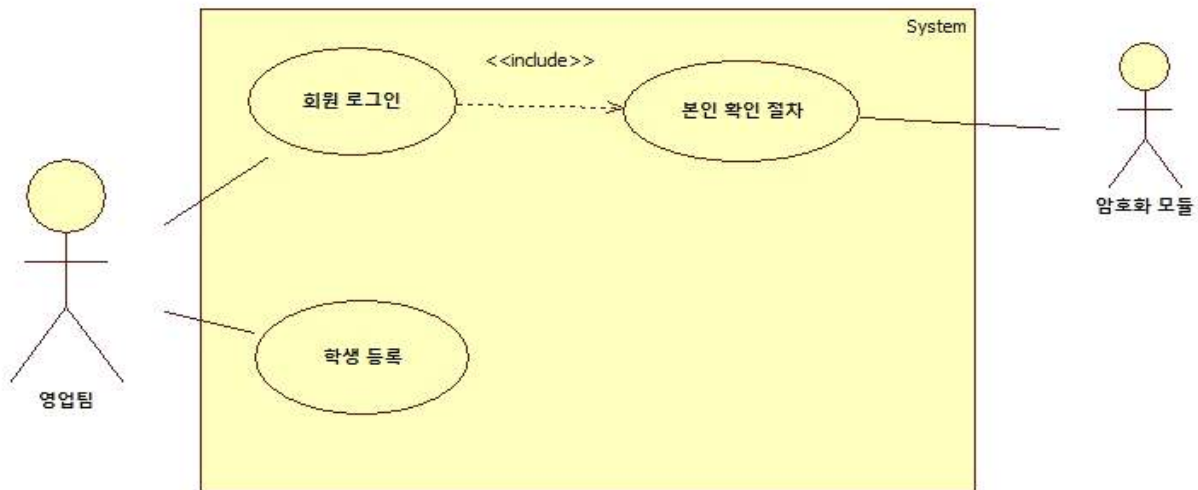 System
<<include>>
회원 로그인
본인 확인 절차
암호화 모듈
학생 등록
영업팀